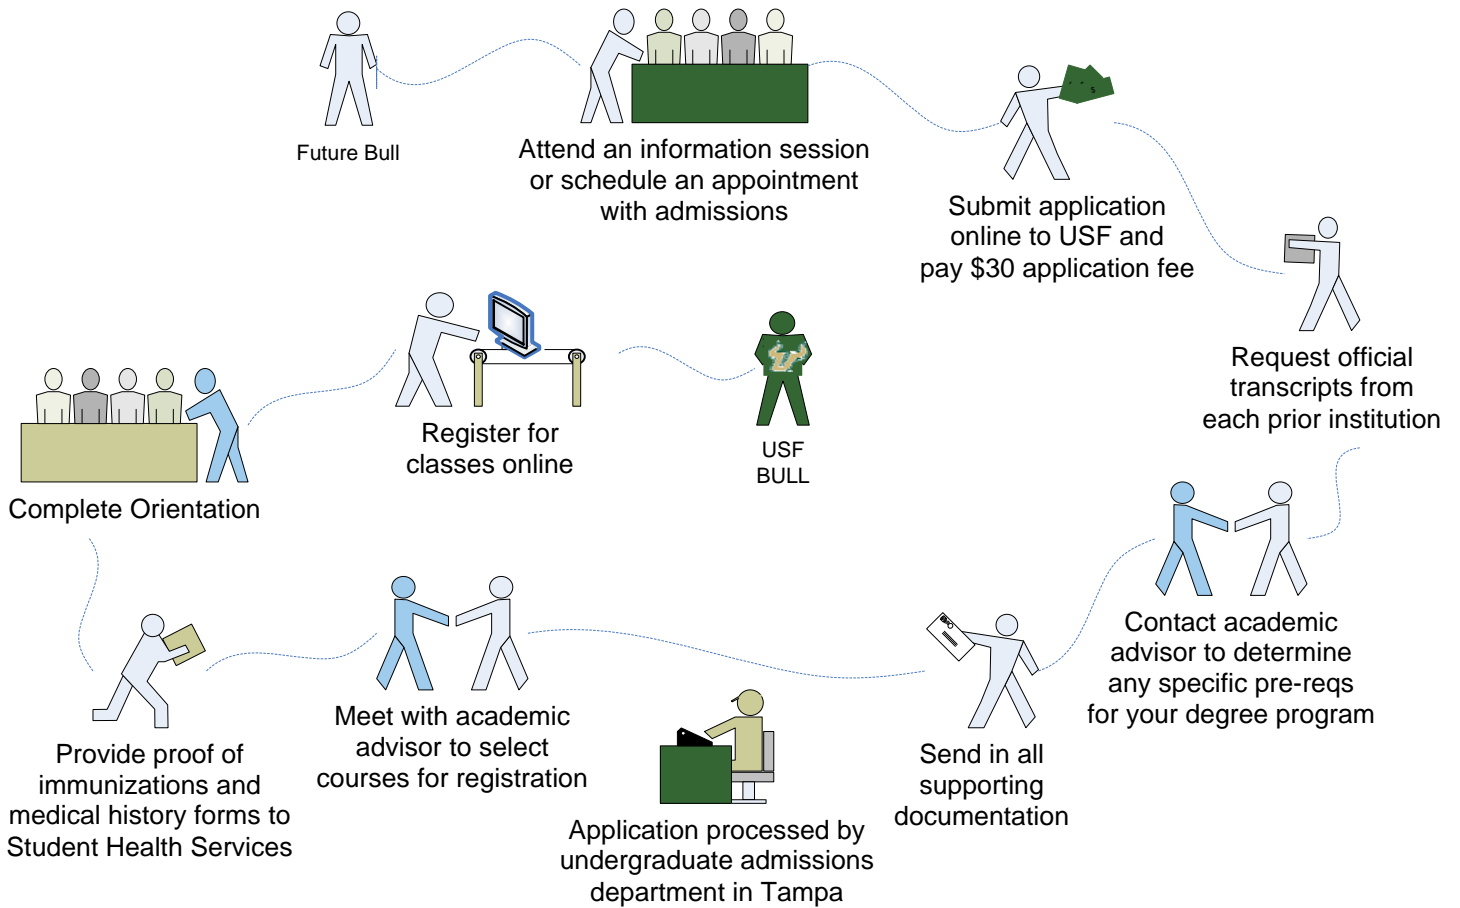 Future Bull
Attend an information session
or schedule an appointment
with admissions
Submit application
online to USF and
pay $30 application fee
$
Request official
transcripts from
each prior institution
Contact academic
advisor to determine
any specific pre-reqs
for your degree program
Send in all
supporting
documentation
Application processed by
undergraduate admissions
department in Tampa
Meet with academic
advisor to select
courses for registration
Provide proof of
immunizations and
medical history forms to
Student Health Services
Complete Orientation
Register for
classes online
USF
BULL